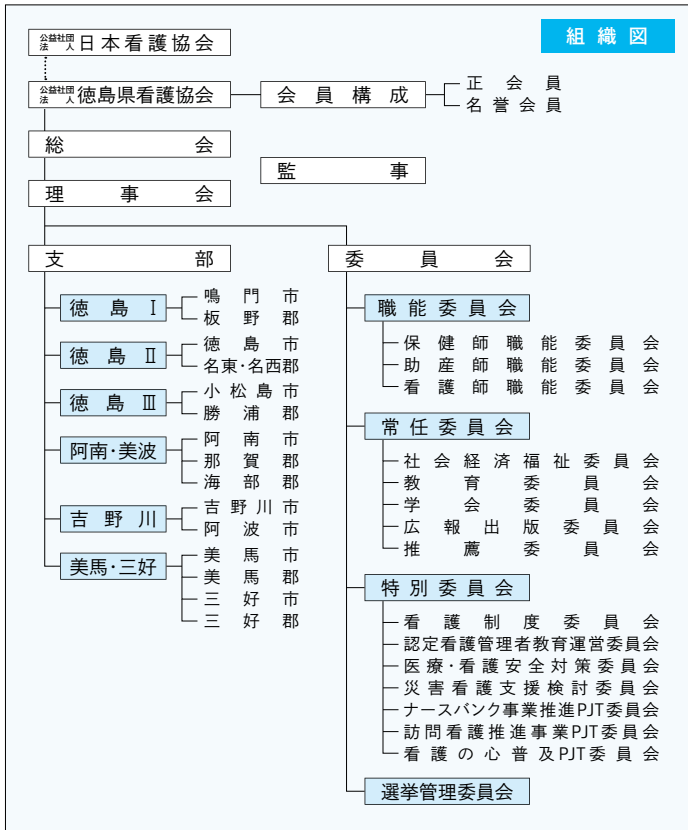 組織図
公益社団法人 日本看護協会
公益社団法人 徳島県看護協会
会員構成
正会員
名誉会員
総会
監事
理事会
支部
徳島Ⅰ
鳴門市
板野郡
徳島Ⅱ
徳島市
名東・名西郡
徳島Ⅲ
小松島市
勝浦郡
阿南・美波
阿南市
那賀郡
海部郡
吉野川
吉野川市
阿波市
美馬・三好
美馬市
美馬郡
三好市
三好郡
委員会
職能委員会
保健師職能委員会
助産師職能委員会
看護師職能委員会
常任委員会
社会経済福祉委員会
教育委員会
学会委員会
広報出版委員会
推薦委員会
特別委員会
看護制度委員会
認定看護管理者教育運営委員会
医療・看護安全対策委員会
災害看護支援検討委員会
ナースバンク事業推進PJT委員会
訪問看護推進事業PJT委員会
看護の心普及PJT委員会
選挙管理委員会